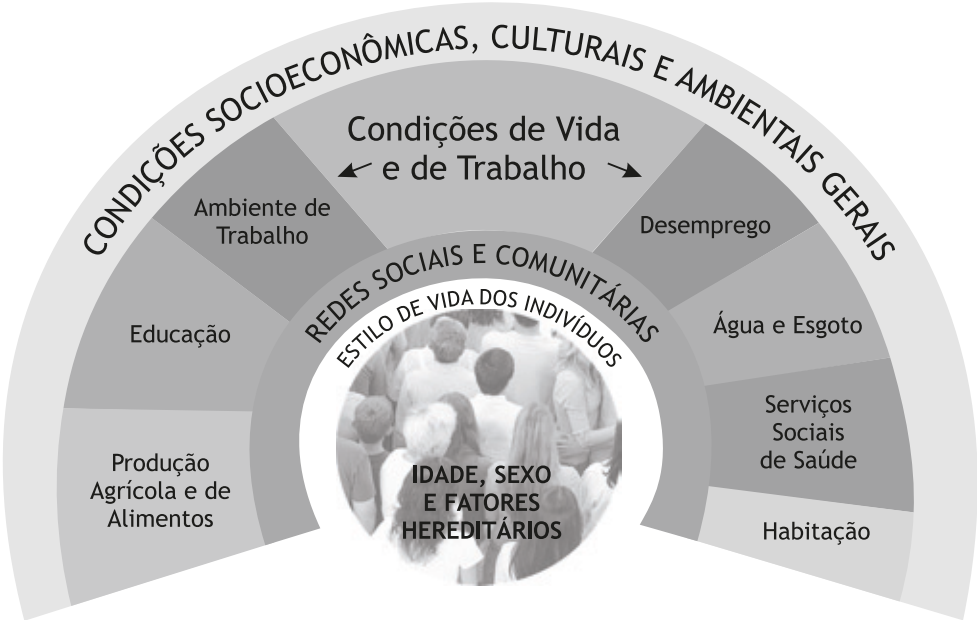 CONDIÇÕES SOCIOECONÔMICAS, CULTURAIS E AMBIENTAIS GERAIS
Condições de Vida
e de Trabalho
Ambiente de
Trabalho
Desemprego
Educação
Água e Esgoto
Produção
Agrícola e de
Alimentos
Serviços
Sociais
de Saúde
Habitação
REDES SOCIAIS E COMUNITÁRIAS
ESTILO DE VIDA DOS INDIVÍDUOS
IDADE, SEXO
E FATORES
HEREDITÁRIOS